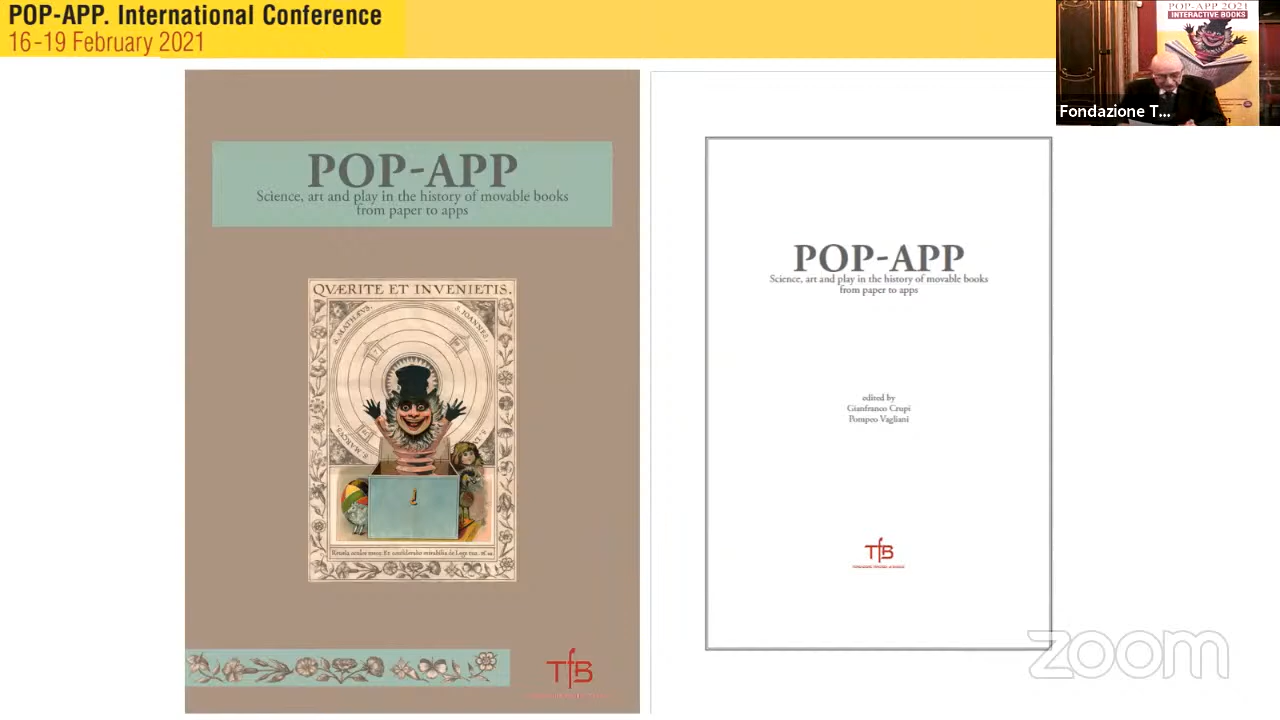 POP-APP. International Conference
16-19 February 2021
POP-APP 2021
INTERACTIVE BOOKS
Fondazione T...
POP-APP
Science, art and play in the history of movable books
from paper to apps
QVÆRITE ET INVENIETIS.
S. MATHÆVS.
S. IOANNES.
S. MARCVS.
TfB
POP-APP
Science, art and play in the history of movable books
from paper to apps
edited by
Gianfranco Crupi
Pompeo Vagliani
TfB
zoom